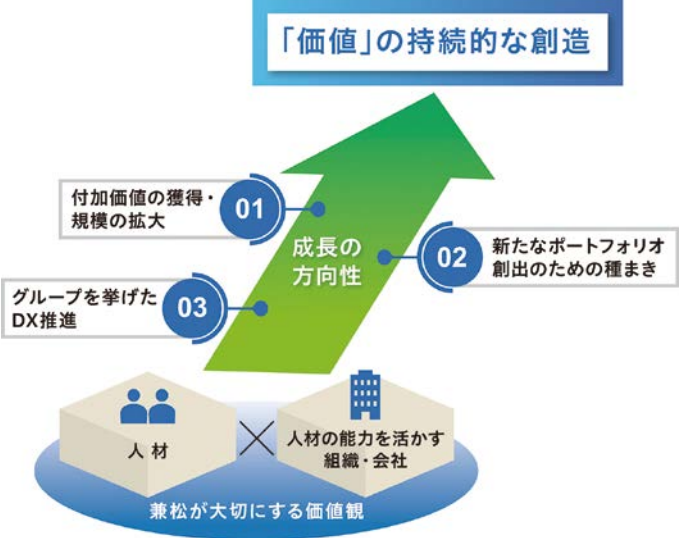 「価値」の持続的な創造
付加価値の獲得・
規模の拡大
01
成長の
方向性
02
新たなポートフォリオ
創出のための種まき
グループを挙げた
DX推進
03
人材
人材の能力を活かす
組織・会社
兼松が大切にする価値観